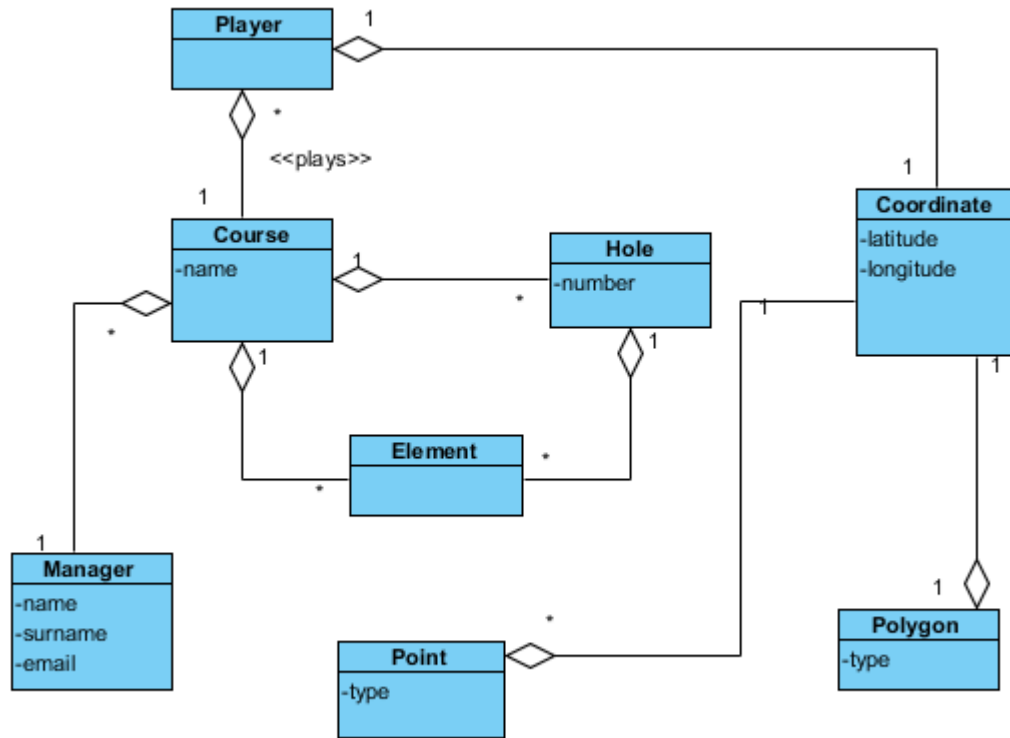 Player
1
*
<<plays>>
1
1
Course
-name
1
*
Hole
-number
Coordinate
-latitude
-longitude
1
*
1
1
1
Element
*
*
1
Manager
-name
-surname
-email
*
Point
-type
1
Polygon
-type